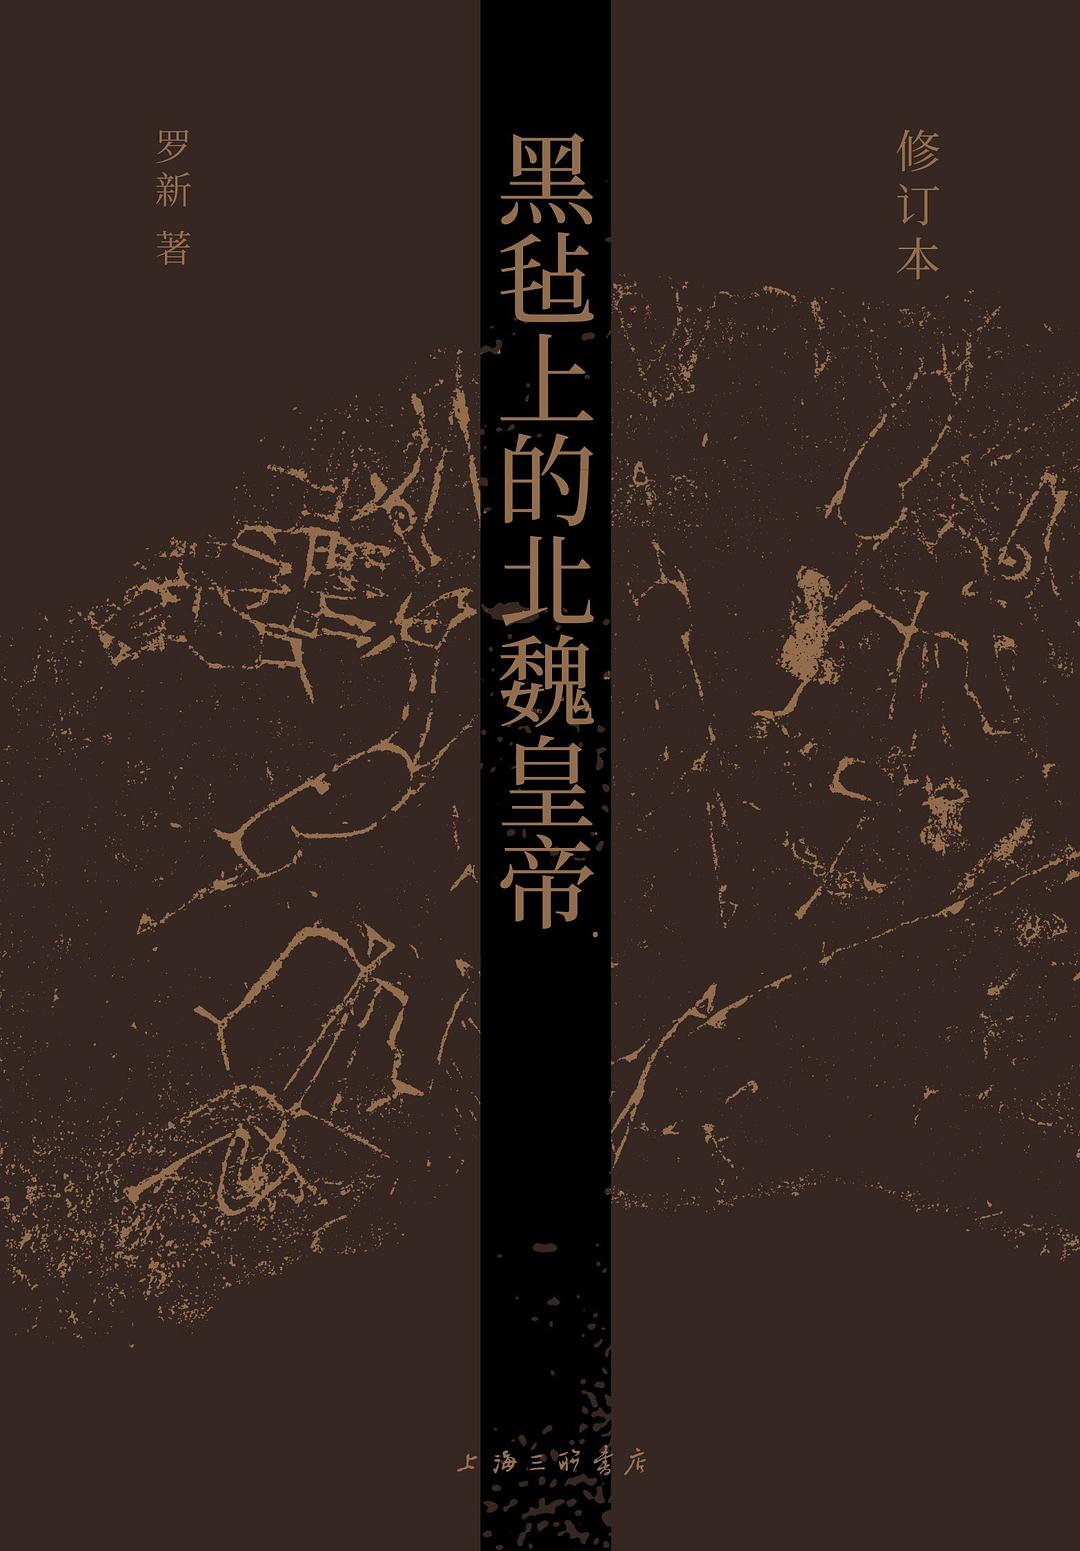 修订本
黑毡上的北魏皇帝
罗新 著
上海三联书店